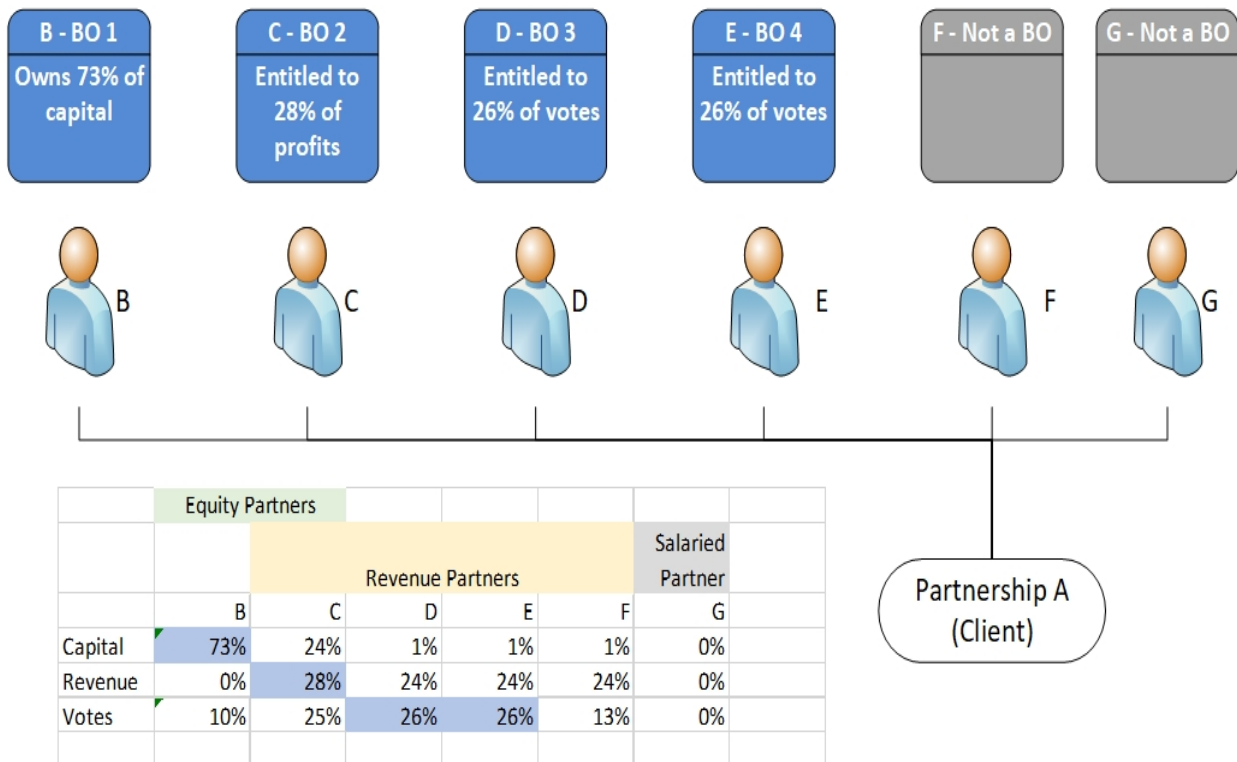 B - BO 1
Owns 73% of
capital
C - BO 2
Entitled to
28% of
profits
D - BO 3
Entitled to
26% of votes
E - BO 4
Entitled to
26% of votes
F - Not a BO
G - Not a BO
B
C
D
E
F
G
Partnership A
(Client)
Equity Partners
Revenue Partners
Salaried
Partner
B C D E F G
Capital 73% 24% 1% 1% 1% 0%
Revenue 0% 28% 24% 24% 24% 0%
Votes 10% 25% 26% 26% 13% 0%